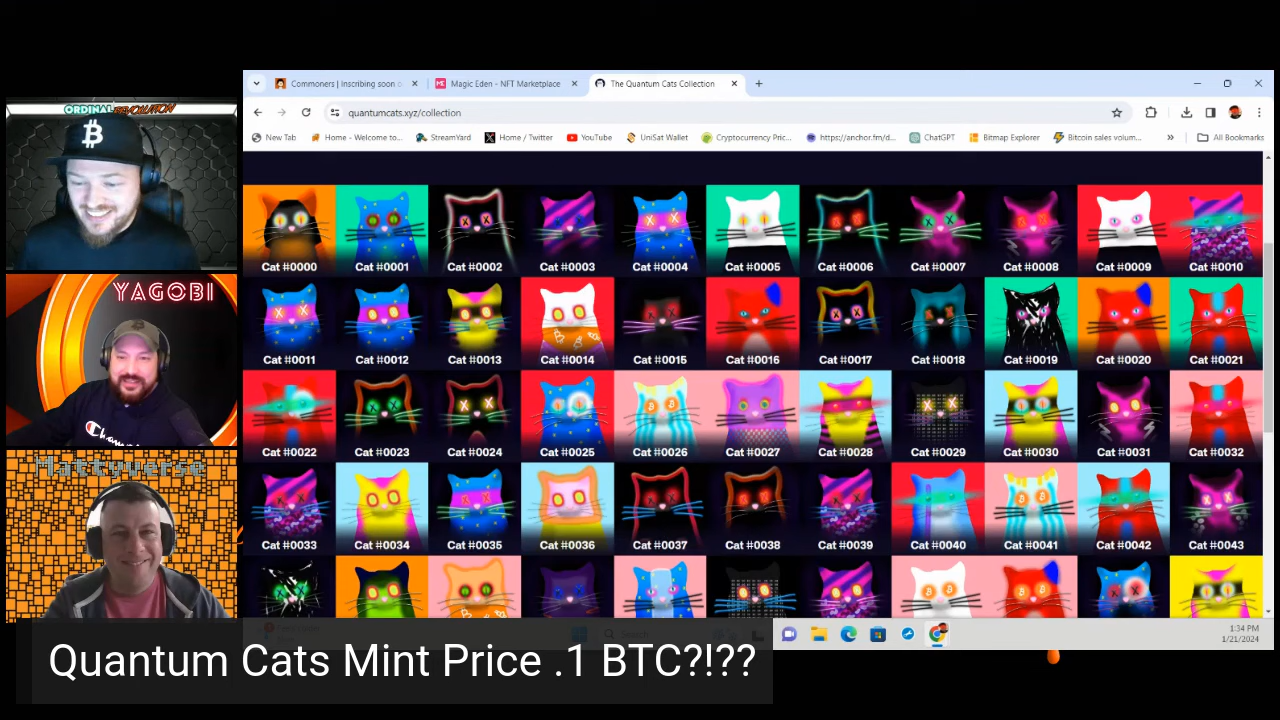 Commoners | Inscribing soon o
Magic Eden - NFT Marketplace
The Quantum Cats Collection
quantumcats.xyz/collection
New Tab
Home - Welcome to...
StreamYard
Home / Twitter
YouTube
UniSat Wallet
Cryptocurrency Pric...
https://anchor.fm/d...
ChatGPT
Bitmap Explorer
Bitcoin sales volum...
All Bookmarks
ORDINAL REVOLUTION
YAGOBI
Champ
Mattyverse
Cat #0000 Cat #0001 Cat #0002 Cat #0003 Cat #0004 Cat #0005 Cat #0006 Cat #0007 Cat #0008 Cat #0009 Cat #0010
Cat #0011 Cat #0012 Cat #0013 Cat #0014 Cat #0015 Cat #0016 Cat #0017 Cat #0018 Cat #0019 Cat #0020 Cat #0021
Cat #0022 Cat #0023 Cat #0024 Cat #0025 Cat #0026 Cat #0027 Cat #0028 Cat #0029 Cat #0030 Cat #0031 Cat #0032
Cat #0033 Cat #0034 Cat #0035 Cat #0036 Cat #0037 Cat #0038 Cat #0039 Cat #0040 Cat #0041 Cat #0042 Cat #0043
Search
1:34 PM
1/21/2024
Quantum Cats Mint Price .1 BTC?!??